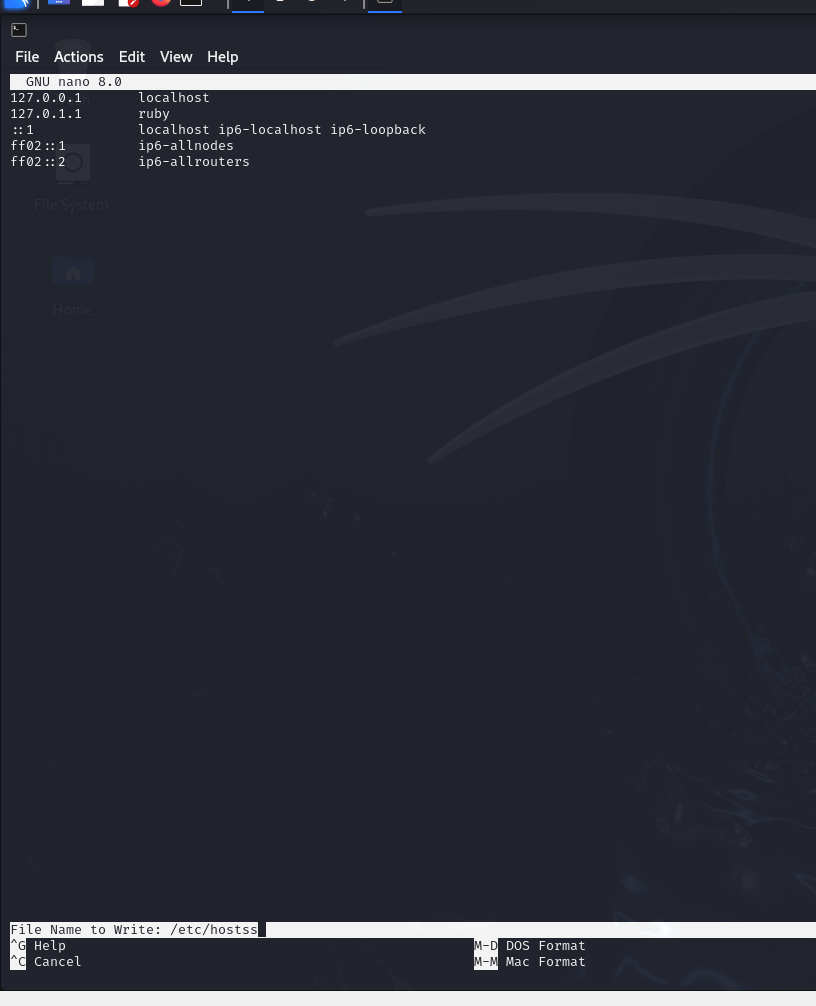 File Actions Edit View Help
GNU nano 8.0
127.0.0.1 localhost
127.0.1.1 ruby
::1 localhost ip6-localhost ip6-loopback
ff02::1 ip6-allnodes
ff02::2 ip6-allrouters
File System
Home
File Name to Write: /etc/hostss
^G Help M-D DOS Format
^C Cancel M-M Mac Format